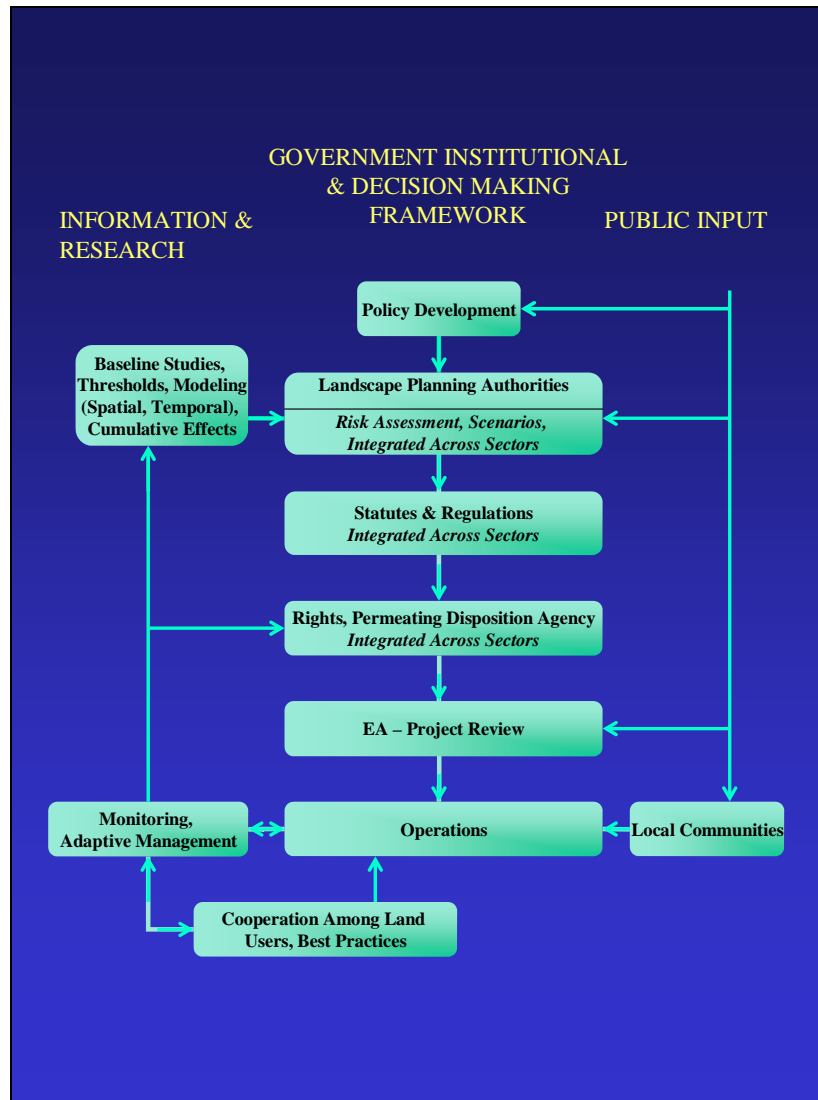 GOVERNMENT INSTITUTIONAL
& DECISION MAKING
FRAMEWORK
INFORMATION &
RESEARCH
PUBLIC INPUT
Policy Development
Baseline Studies,
Thresholds, Modeling
(Spatial, Temporal),
Cumulative Effects
Landscape Planning Authorities
Risk Assessment, Scenarios,
Integrated Across Sectors
Statutes & Regulations
Integrated Across Sectors
Rights, Permeating Disposition Agency
Integrated Across Sectors
EA – Project Review
Monitoring,
Adaptive Management
Operations
Local Communities
Cooperation Among Land
Users, Best Practices